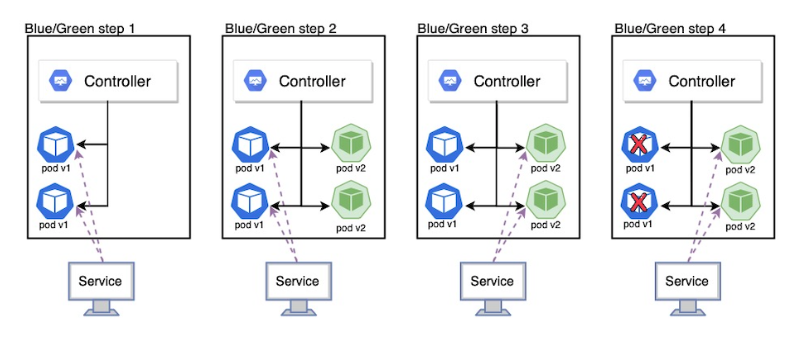 Blue/Green step 1
Controller
pod v1
pod v1
Service
Blue/Green step 2
Controller
pod v1
pod v2
pod v1
pod v2
Service
Blue/Green step 3
Controller
pod v1
pod v2
pod v1
pod v2
Service
Blue/Green step 4
Controller
pod v1
pod v2
pod v1
pod v2
Service